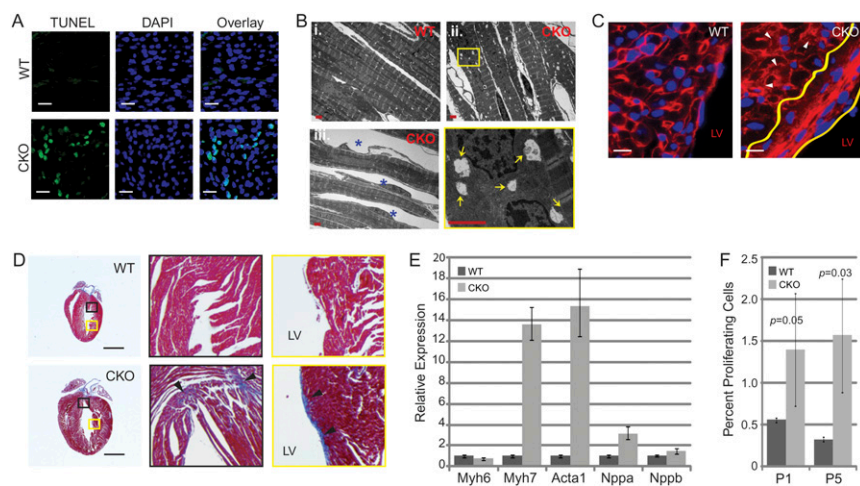 A
TUNEL
DAPI
Overlay
WT
CKO
B
i.
WT
ii.
CKO
iii.
CKO
*
*
*
C
WT
CKO
LV
LV
D
WT
LV
CKO
LV
E
Relative Expression
20
18
16
14
12
10
8
6
4
2
0
WT
CKO
Myh6
Myh7
Acta1
Nppa
Nppb
F
Percent Proliferating Cells
2.5
2.0
1.5
1.0
0.5
0
WT
CKO
p=0.05
p=0.03
P1
P5